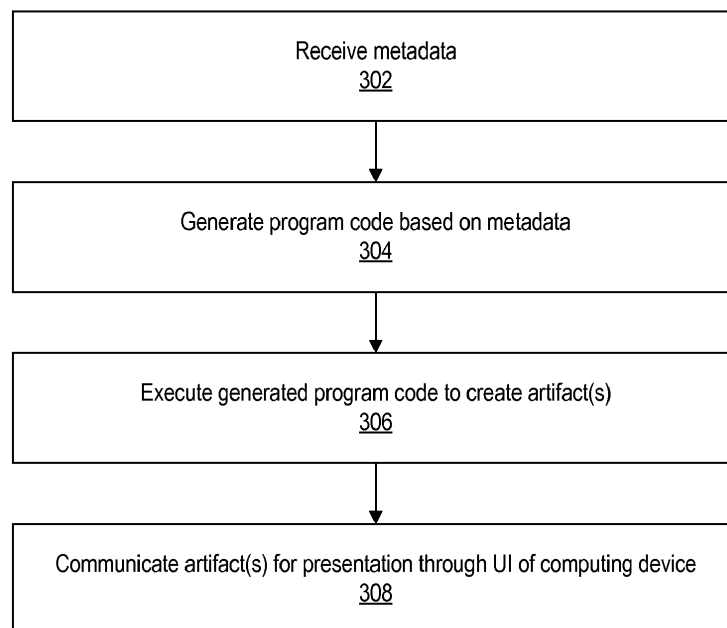 Receive metadata
302
Generate program code based on metadata
304
Execute generated program code to create artifact(s)
306
Communicate artifact(s) for presentation through UI of computing device
308